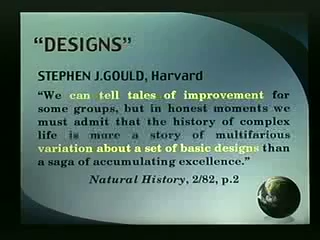 “DESIGNS”
STEPHEN J.GOULD, Harvard
“We can tell tales of improvement for
some groups, but in honest moments we
must admit that the history of complex
life is more a story of multifarious
variation about a set of basic designs than
a saga of accumulating excellence.”
Natural History, 2/82, p.2